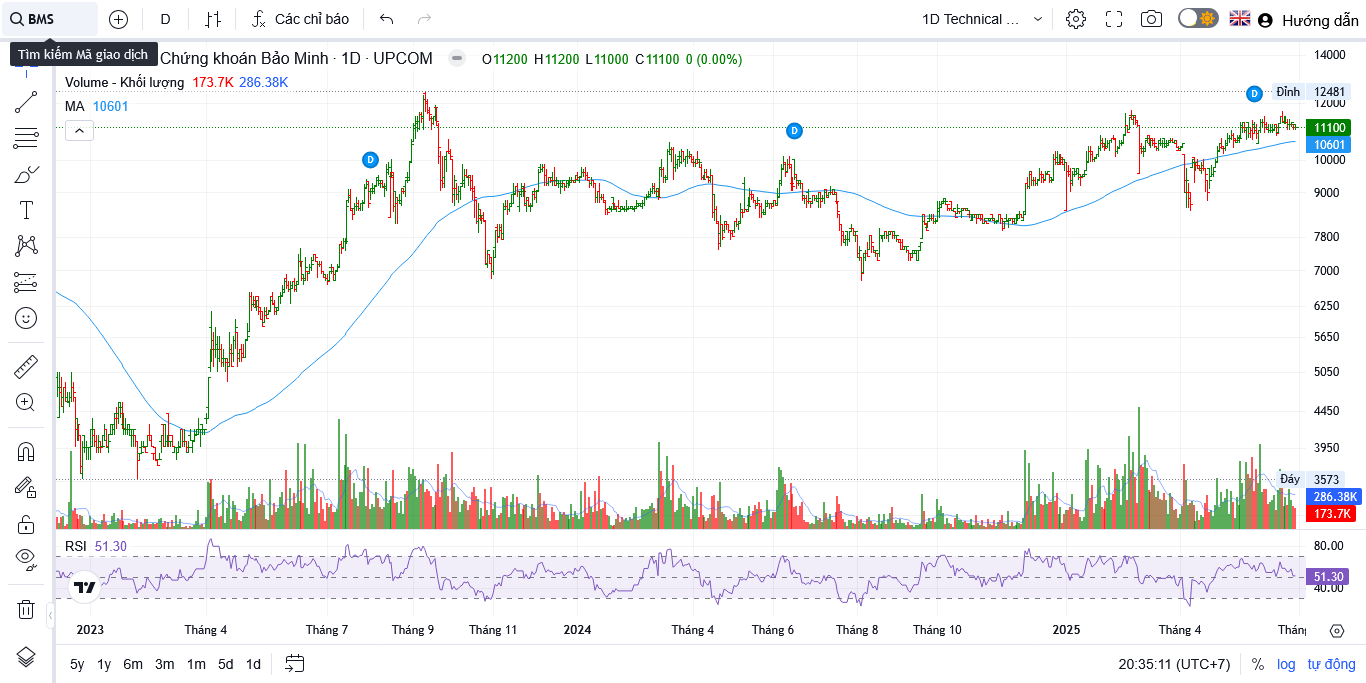 BMS D Các chỉ báo 1D Technical ... Hướng dẫn
Tìm kiếm Mã giao dịch
Chứng khoán Bảo Minh · 1D · UPCOM O11200 H11200 L11000 C11100 0 (0.00%)
Volume - Khối lượng 173.7K 286.38K
MA 10601
14000
D Đỉnh 12481
12000
D 11100
10601
D 10000
9000
7800
7000
6250
5650
5050
4450
3950
Đáy 3573
286.38K
173.7K
RSI 51.30
80.00
51.30
40.00
2023 Tháng 4 Tháng 7 Tháng 9 Tháng 11 2024 Tháng 4 Tháng 6 Tháng 8 Tháng 10 2025 Tháng 4 Tháng
5y 1y 6m 3m 1m 5d 1d 20:35:11 (UTC+7) % log tự động